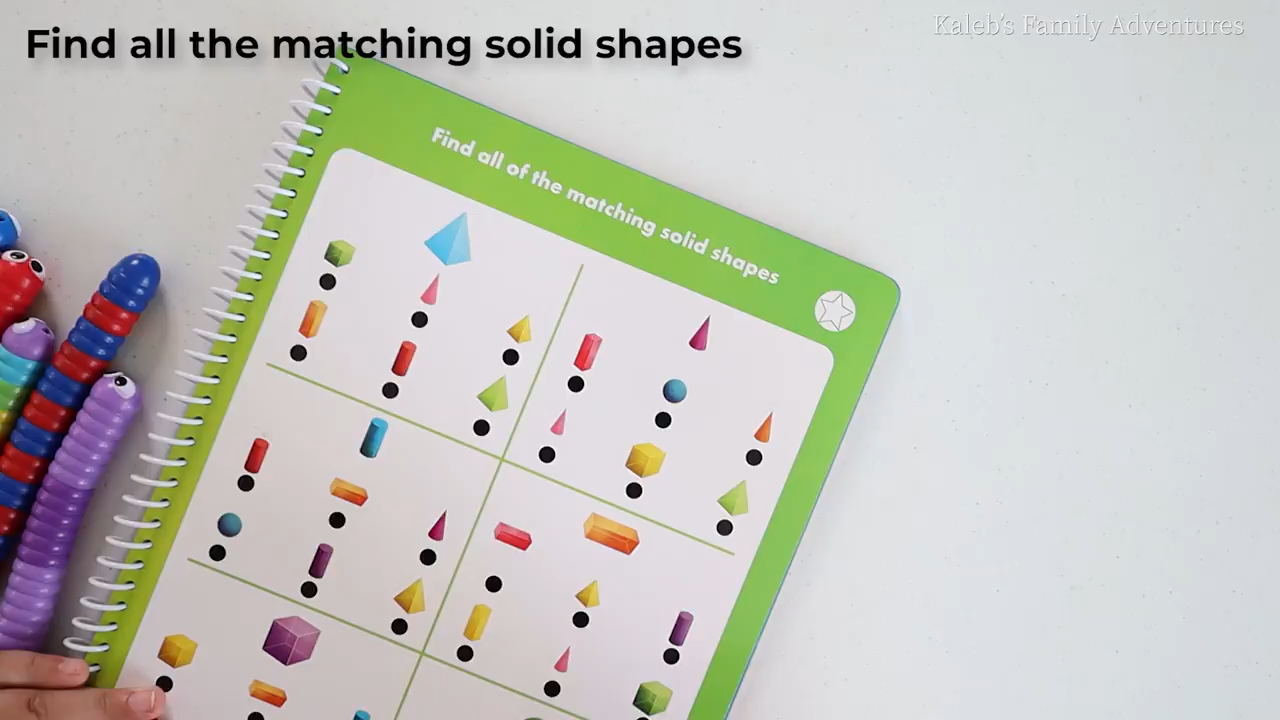 Find all the matching solid shapes
Kaleb's Family Adventures
Find all of the matching solid shapes